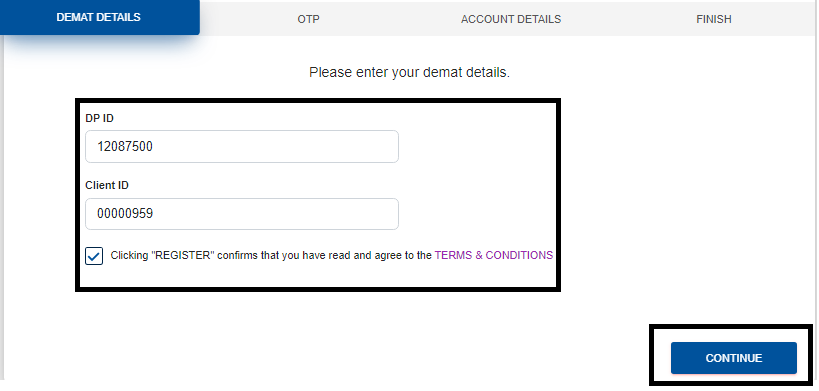 DEMAT DETAILS OTP ACCOUNT DETAILS FINISH
Please enter your demat details.
DP ID
12087500
Client ID
00000959
Clicking "REGISTER" confirms that you have read and agree to the TERMS & CONDITIONS
CONTINUE